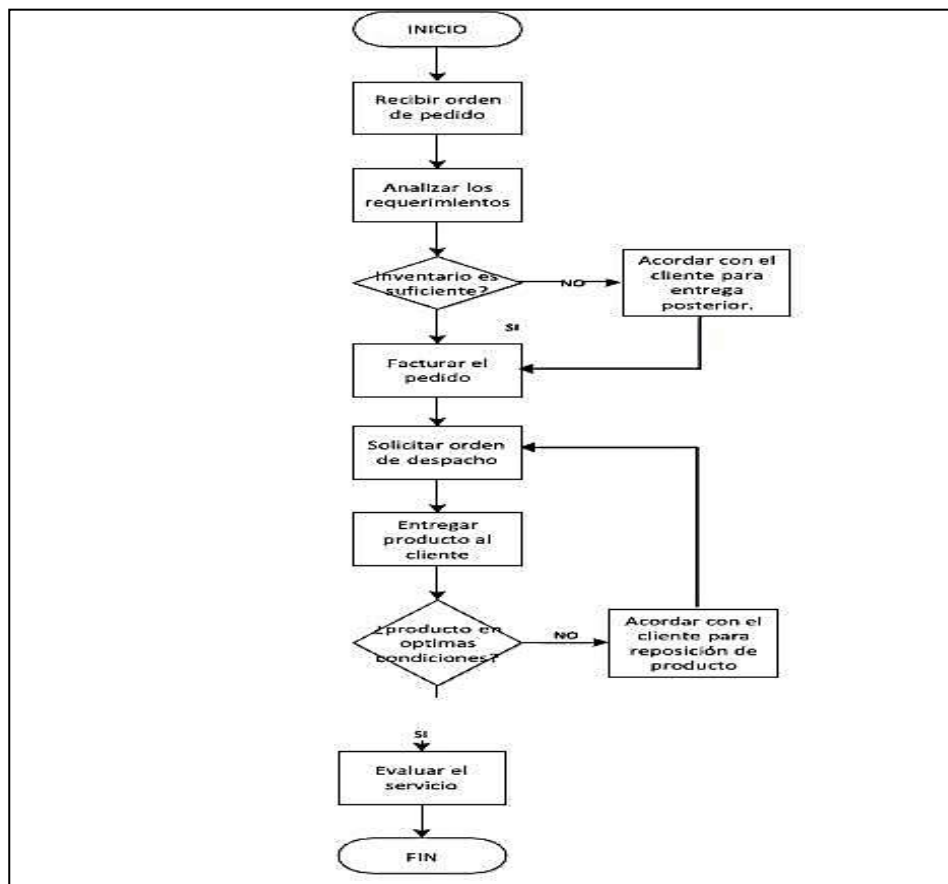 INICIO
Recibir orden
de pedido
Analizar los
requerimientos
Inventario es
suficiente?
NO
Acordar con el
cliente para
entrega
posterior.
SI
Facturar el
pedido
Solicitar orden
de despacho
Entregar
producto al
cliente
¿producto en
optimas
condiciones?
NO
Acordar con el
cliente para
reposición de
producto
SI
Evaluar el
servicio
FIN